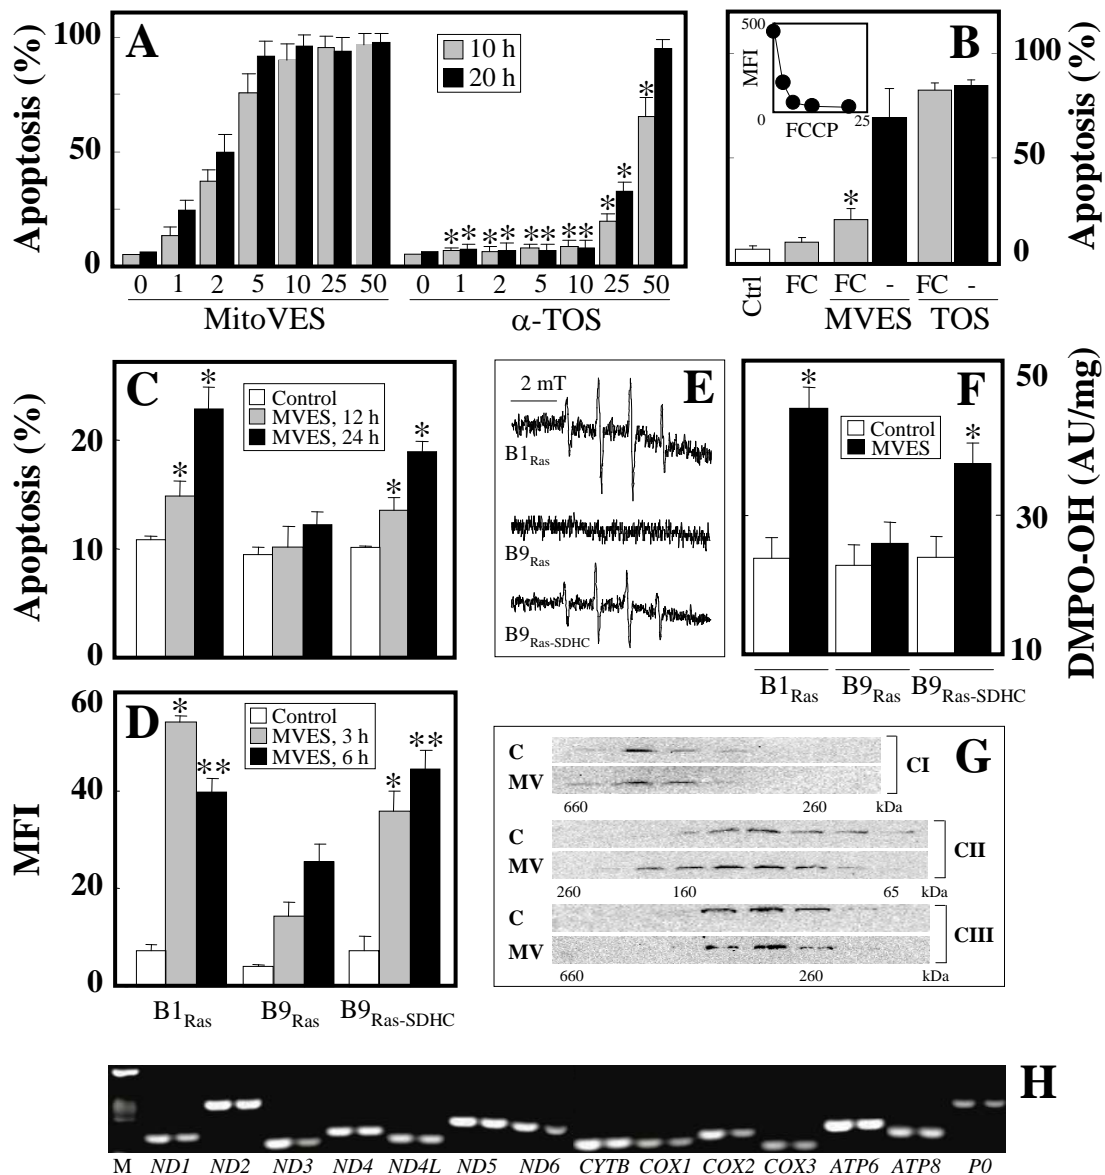 A
Apoptosis (%)
100
50
0
10 h
20 h
* * * * * * * * * * *
0 1 2 5 10 25 50 0 1 2 5 10 25 50
MitoVES α-TOS
B
Apoptosis (%)
100
50
0
500
MFI
0 25
FCCP
*
Ctrl FC FC - FC -
MVES TOS
C
Apoptosis (%)
20
10
0
Control
MVES, 12 h
MVES, 24 h
* * * *
D
MFI
60
40
20
0
Control
MVES, 3 h
MVES, 6 h
* ** * **
B1Ras B9Ras B9Ras-SDHC
E
2 mT
B1Ras
B9Ras
B9Ras-SDHC
F
DMPO-OH (AU/mg)
50
30
10
Control
MVES
* *
B1Ras B9Ras B9Ras-SDHC
G
C
MV
CI
660 260 kDa
C
MV
CII
260 160 65 kDa
C
MV
CIII
660 260 kDa
H
M ND1 ND2 ND3 ND4 ND4L ND5 ND6 CYTB COX1 COX2 COX3 ATP6 ATP8 P0